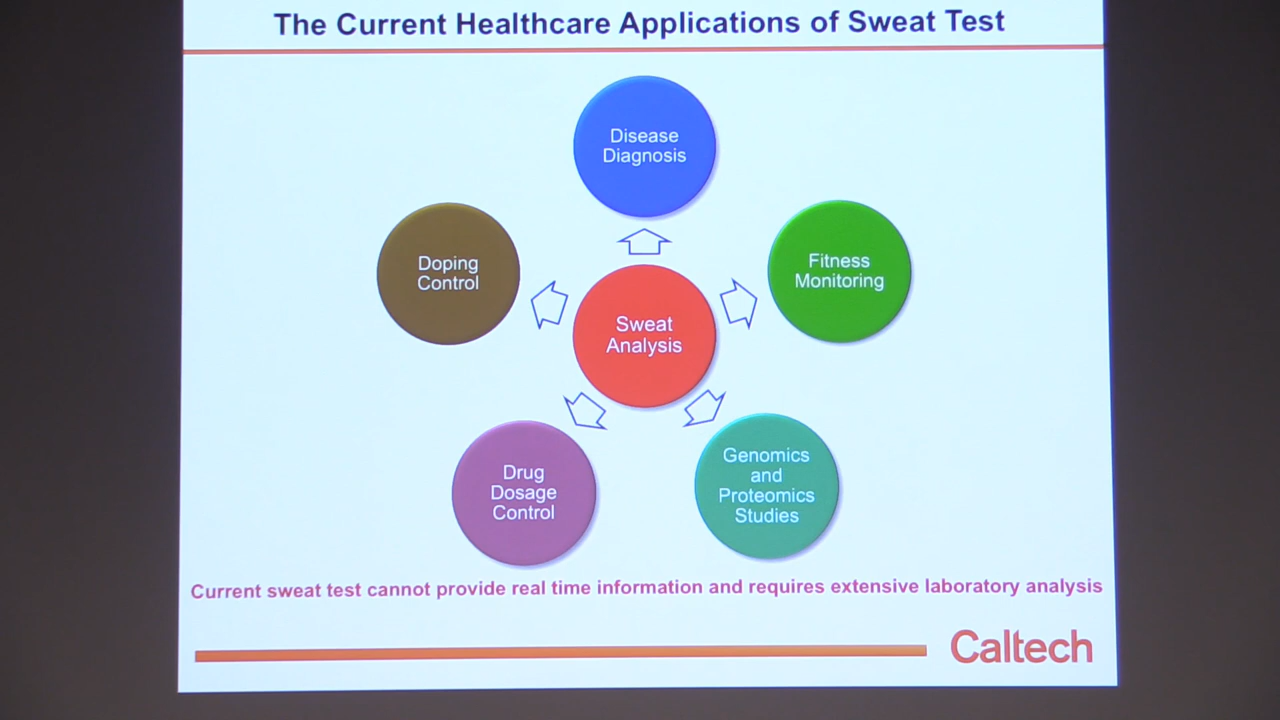 The Current Healthcare Applications of Sweat Test
Disease
Diagnosis
Doping
Control
Fitness
Monitoring
Sweat
Analysis
Drug
Dosage
Control
Genomics
and
Proteomics
Studies
Current sweat test cannot provide real time information and requires extensive laboratory analysis
Caltech